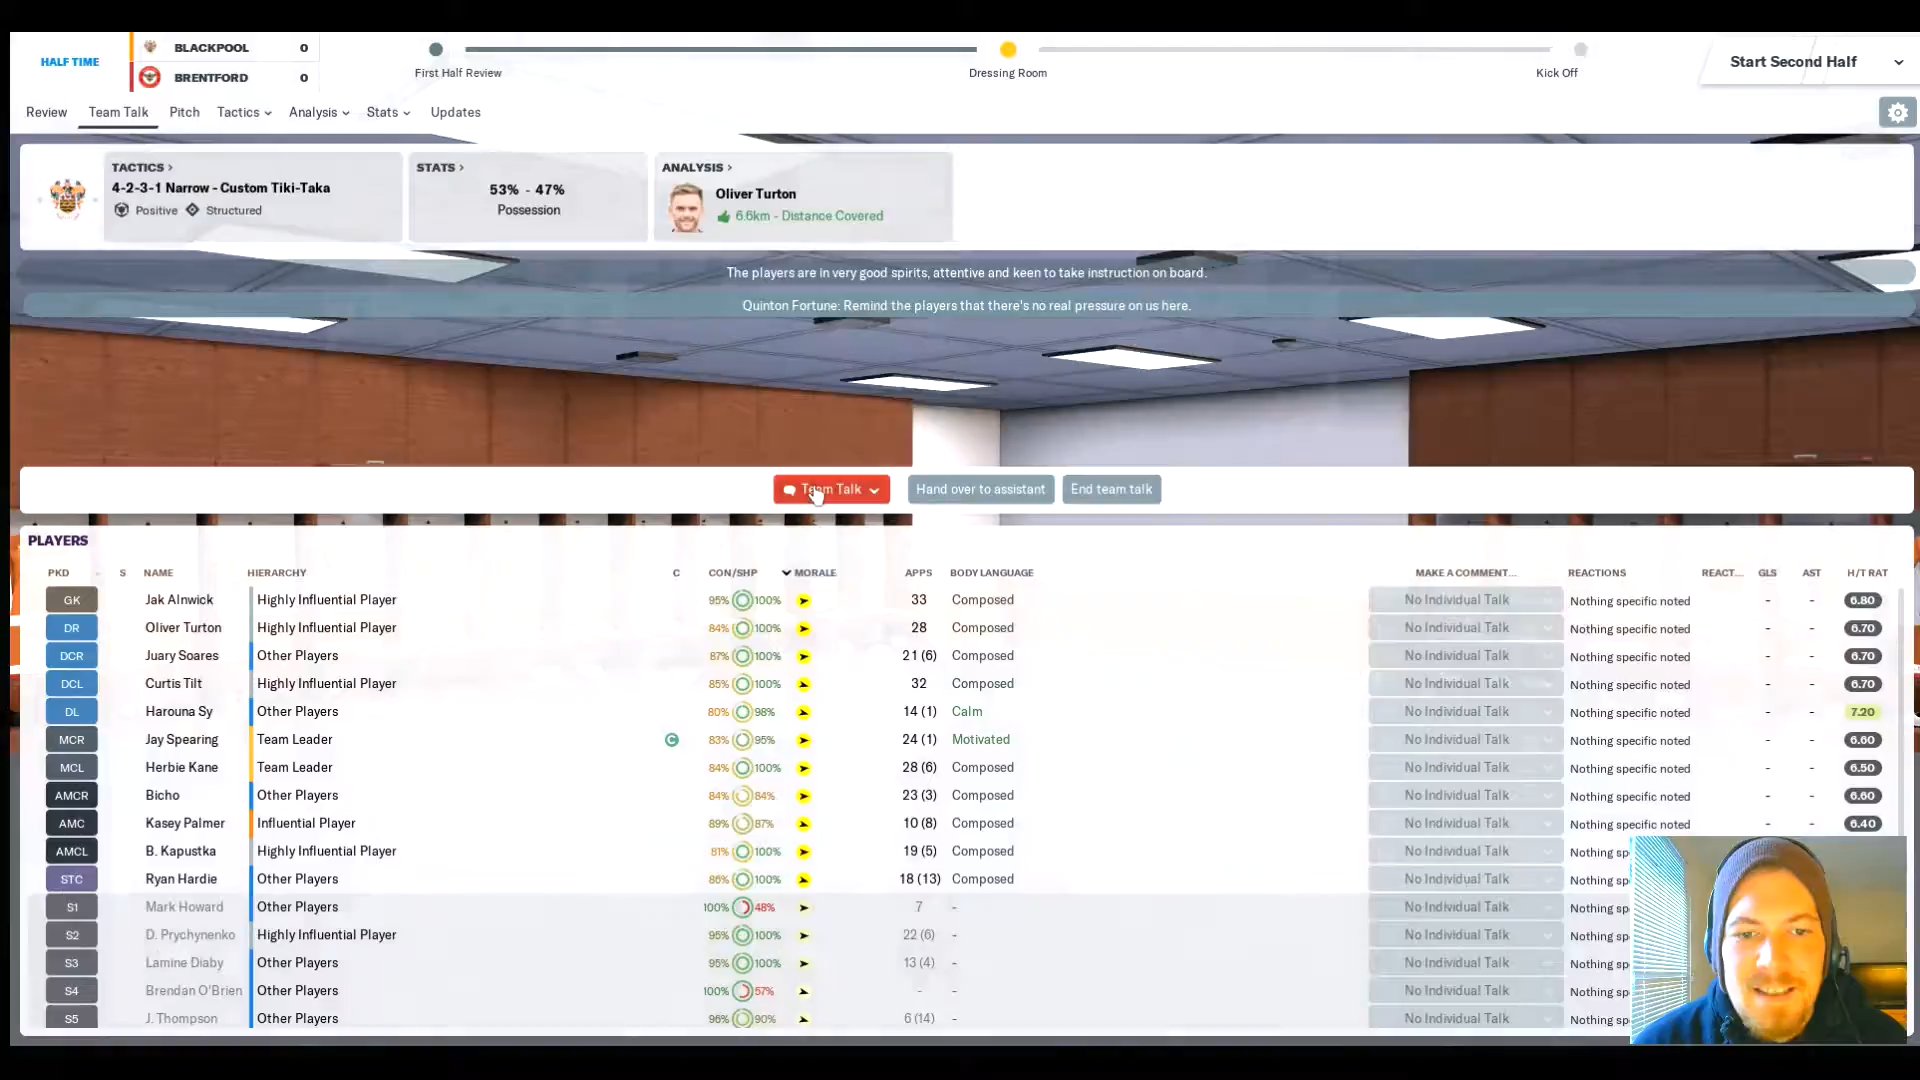 HALF TIME
BLACKPOOL 0
BRENTFORD 0
First Half Review
Dressing Room
Kick Off
Start Second Half
Review Team Talk Pitch Tactics Analysis Stats Updates
TACTICS >
4-2-3-1 Narrow - Custom Tiki-Taka
Positive Structured
STATS >
53% - 47%
Possession
ANALYSIS >
Oliver Turton
6.6km - Distance Covered
The players are in very good spirits, attentive and keen to take instruction on board.
Quinton Fortune: Remind the players that there's no real pressure on us here.
Team Talk Hand over to assistant End team talk
PLAYERS
PKD S NAME HIERARCHY C CON/SHP MORALE APPS BODY LANGUAGE MAKE A COMMENT... REACTIONS REACT... GLS AST H/T RAT
GK Jak Alnwick Highly Influential Player 95% 100% 33 Composed No Individual Talk Nothing specific noted - - 6.80
DR Oliver Turton Highly Influential Player 84% 100% 28 Composed No Individual Talk Nothing specific noted - - 6.70
DCR Juary Soares Other Players 87% 100% 21 (6) Composed No Individual Talk Nothing specific noted - - 6.70
DCL Curtis Tilt Highly Influential Player 85% 100% 32 Composed No Individual Talk Nothing specific noted - - 6.70
DL Harouna Sy Other Players 80% 98% 14 (1) Calm No Individual Talk Nothing specific noted - - 7.20
MCR Jay Spearing Team Leader C 83% 95% 24 (1) Motivated No Individual Talk Nothing specific noted - - 6.60
MCL Herbie Kane Team Leader 84% 100% 28 (6) Composed No Individual Talk Nothing specific noted - - 6.50
AMCR Bicho Other Players 84% 84% 23 (3) Composed No Individual Talk Nothing specific noted - - 6.60
AMC Kasey Palmer Influential Player 89% 87% 10 (8) Composed No Individual Talk Nothing specific noted - - 6.40
AMCL B. Kapustka Highly Influential Player 81% 100% 19 (5) Composed No Individual Talk Nothing sp
STC Ryan Hardie Other Players 86% 100% 18 (13) Composed No Individual Talk Nothing sp
S1 Mark Howard Other Players 100% 48% 7 - No Individual Talk Nothing sp
S2 D. Prychynenko Highly Influential Player 95% 100% 22 (6) - No Individual Talk Nothing sp
S3 Lamine Diaby Other Players 95% 100% 13 (4) - No Individual Talk Nothing sp
S4 Brendan O'Brien Other Players 100% 57% - - No Individual Talk Nothing sp
S5 J. Thompson Other Players 96% 90% 6 (14) - No Individual Talk Nothing sp